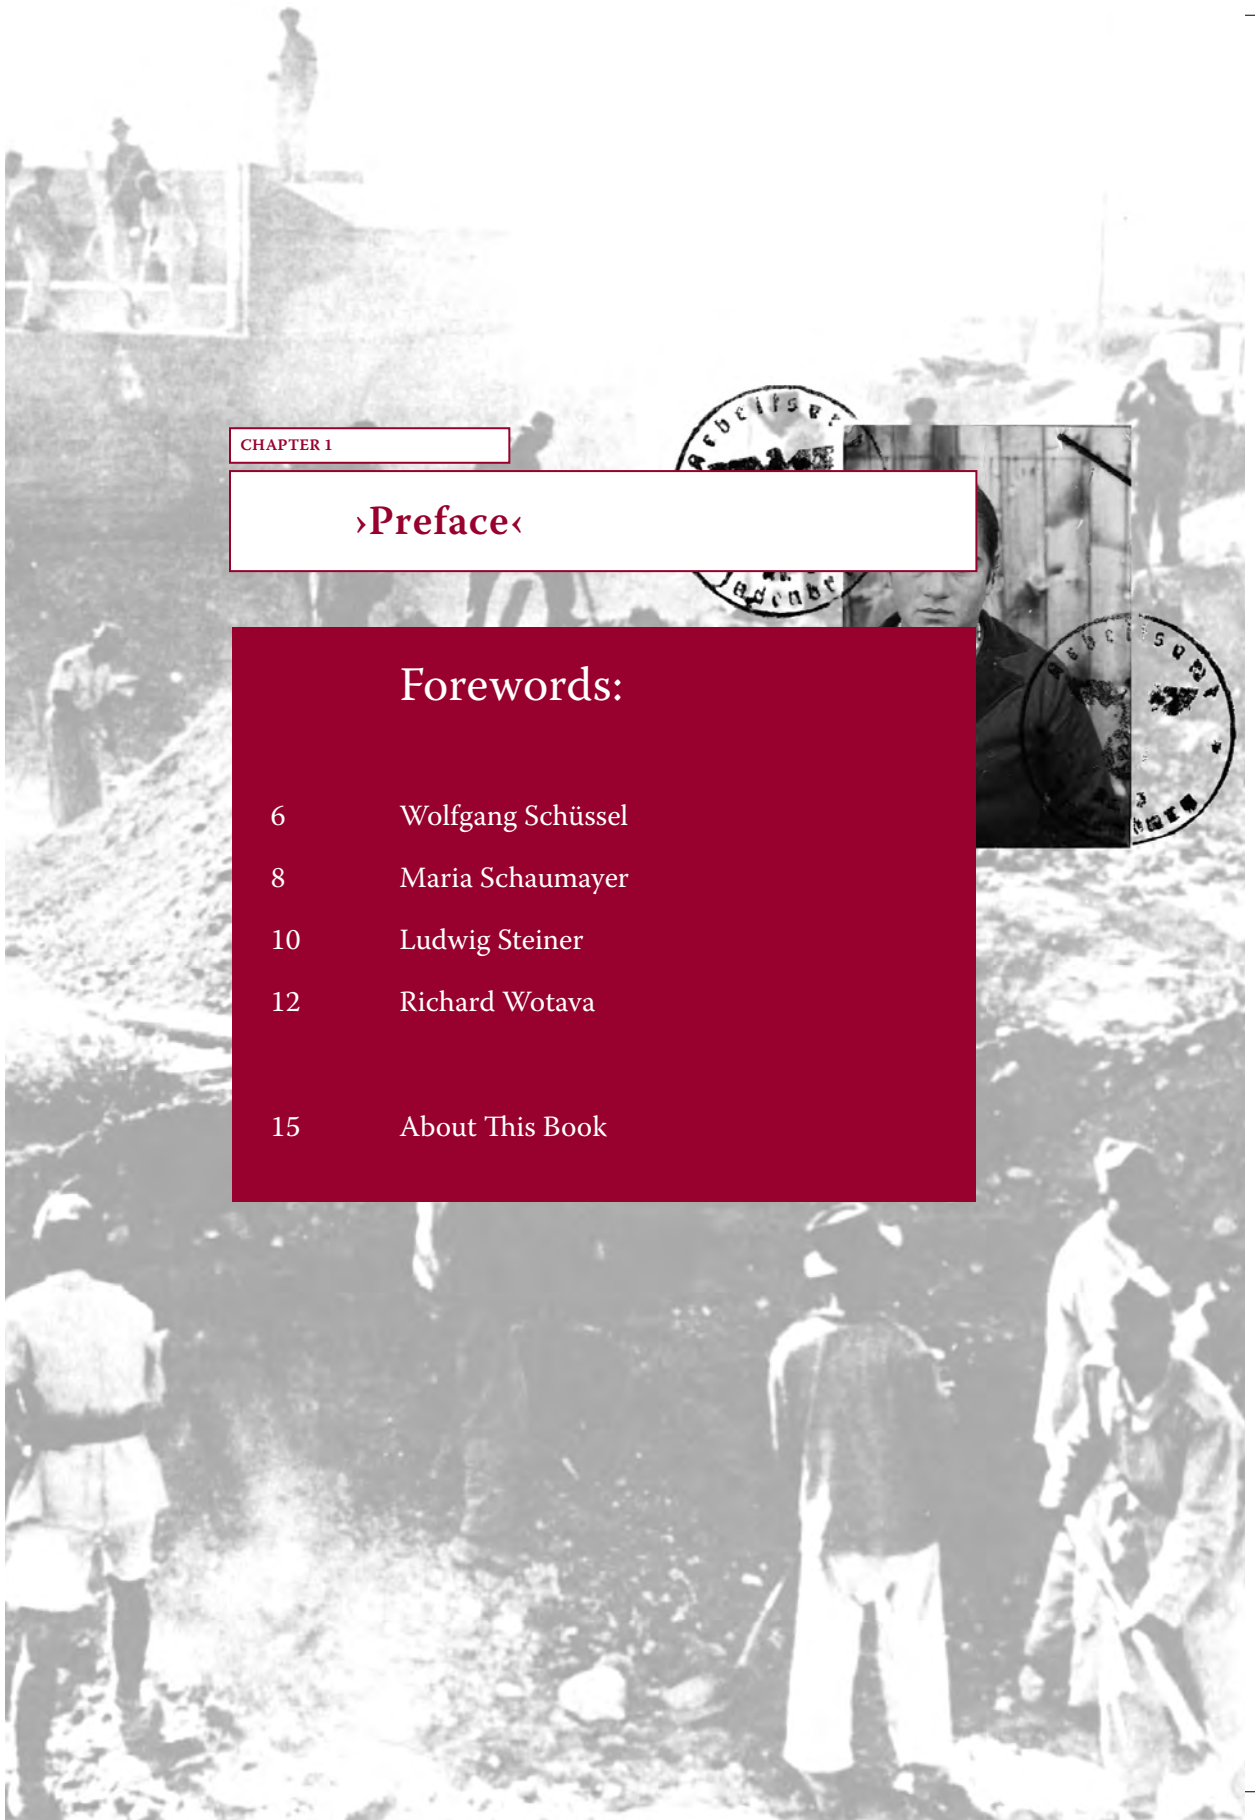 CHAPTER 1
›Preface‹
Forewords:
6 Wolfgang Schüssel
8 Maria Schaumayer
10 Ludwig Steiner
12 Richard Wotava
15 About This Book